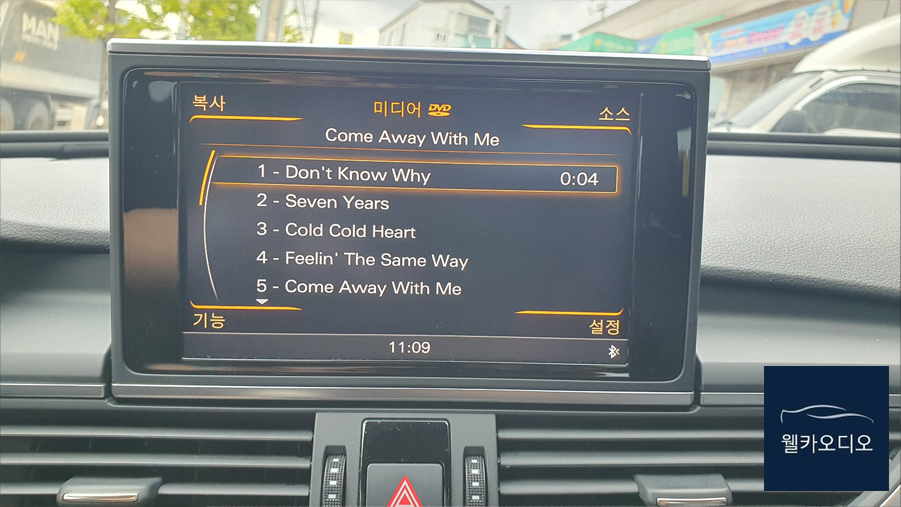 MAN
복사
미디어 DVD
소스
Come Away With Me
1 - Don't Know Why 0:04
2 - Seven Years
3 - Cold Cold Heart
4 - Feelin' The Same Way
5 - Come Away With Me
기능
설정
11:09
웰카오디오